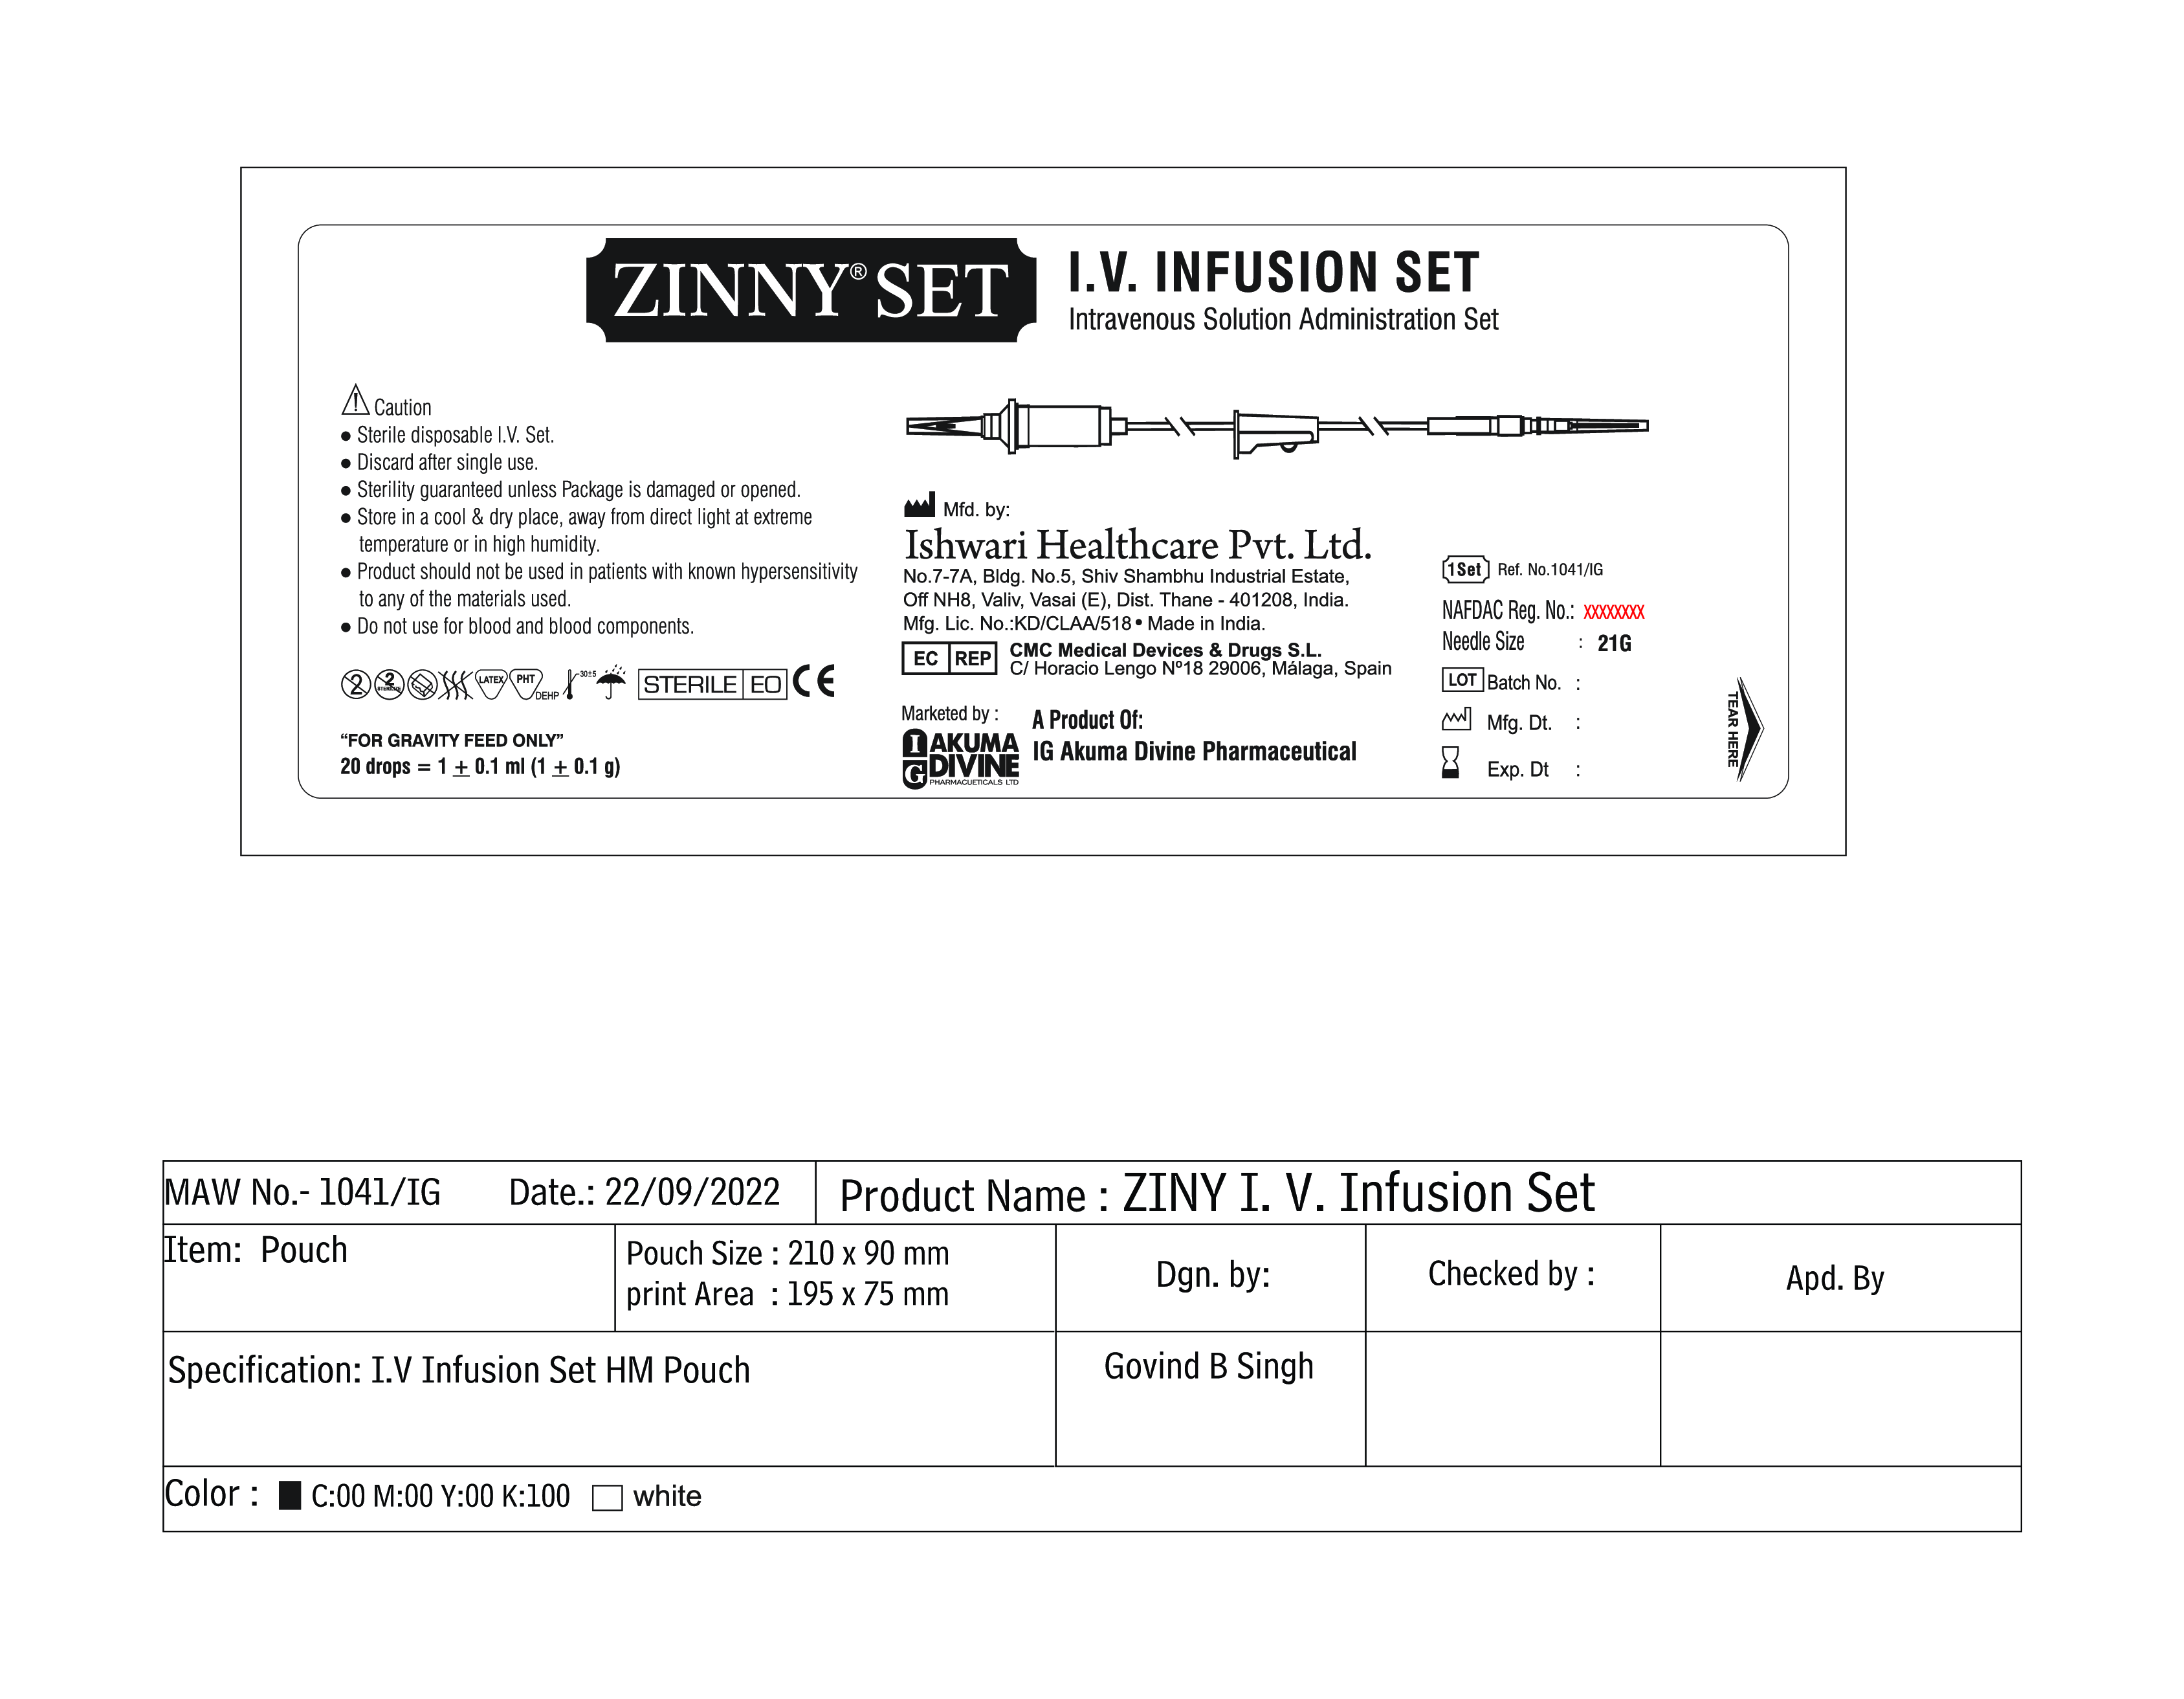 ZINNY® SET
I.V. INFUSION SET
Intravenous Solution Administration Set
Caution
● Sterile disposable I.V. Set.
● Discard after single use.
● Sterility guaranteed unless Package is damaged or opened.
● Store in a cool & dry place, away from direct light at extreme
temperature or in high humidity.
● Product should not be used in patients with known hypersensitivity
to any of the materials used.
● Do not use for blood and blood components.
2
2 STERILIZE
LATEX
PHT
DEHP
30±5
STERILE EO
CE
“FOR GRAVITY FEED ONLY”
20 drops = 1 ± 0.1 ml (1 ± 0.1 g)
Mfd. by:
Ishwari Healthcare Pvt. Ltd.
No.7-7A, Bldg. No.5, Shiv Shambhu Industrial Estate,
Off NH8, Valiv, Vasai (E), Dist. Thane - 401208, India.
Mfg. Lic. No.:KD/CLAA/518 • Made in India.
EC REP
CMC Medical Devices & Drugs S.L.
C/ Horacio Lengo Nº18 29006, Málaga, Spain
Marketed by :
IG AKUMA
DIVINE
PHARMACUETICALS LTD
A Product Of:
IG Akuma Divine Pharmaceutical
1Set Ref. No.1041/IG
NAFDAC Reg. No.: XXXXXXXX
Needle Size : 21G
LOT Batch No. :
Mfg. Dt. :
Exp. Dt :
TEAR HERE
MAW No.- 1041/IG Date.: 22/09/2022
Product Name : ZINY I. V. Infusion Set
Item: Pouch
Pouch Size : 210 x 90 mm
print Area : 195 x 75 mm
Dgn. by:
Checked by :
Apd. By
Specification: I.V Infusion Set HM Pouch
Govind B Singh
Color : C:00 M:00 Y:00 K:100 white